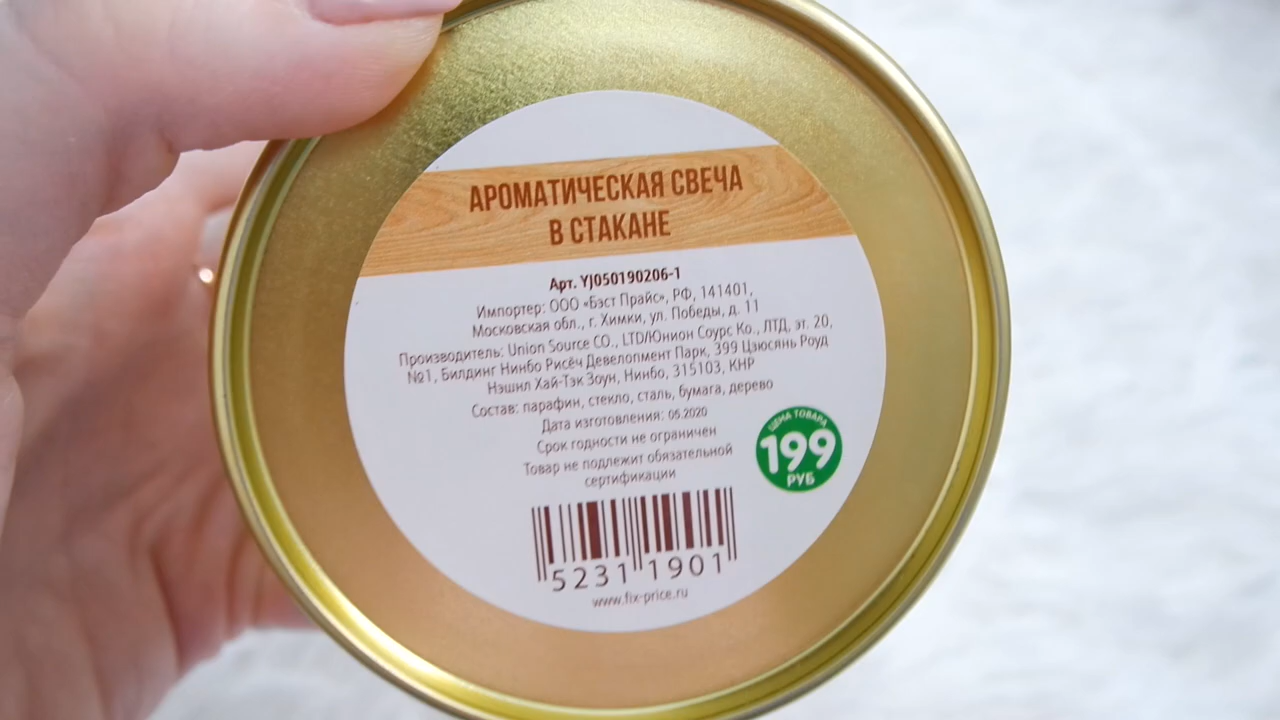 АРОМАТИЧЕСКАЯ СВЕЧА
В СТАКАНЕ
Арт. YJ050190206-1
Импортер: ООО «Бэст Прайс», РФ, 141401,
Московская обл., г. Химки, ул. Победы, д. 11
Производитель: Union Source CO., LTD/Юнион Соурс Ко., ЛТД, эт. 20,
№1, Билдинг Нинбо Рисёч Девелопмент Парк, 399 Цзюсянь Роуд
Нэшнл Хай-Тэк Зоун, Нинбо, 315103, КНР
Состав: парафин, стекло, сталь, бумага, дерево
Дата изготовления: 05.2020
Срок годности не ограничен
Товар не подлежит обязательной
сертификации
ЦЕНА ТОВАРА
199
РУБ
5231 1901
www.fix-price.ru